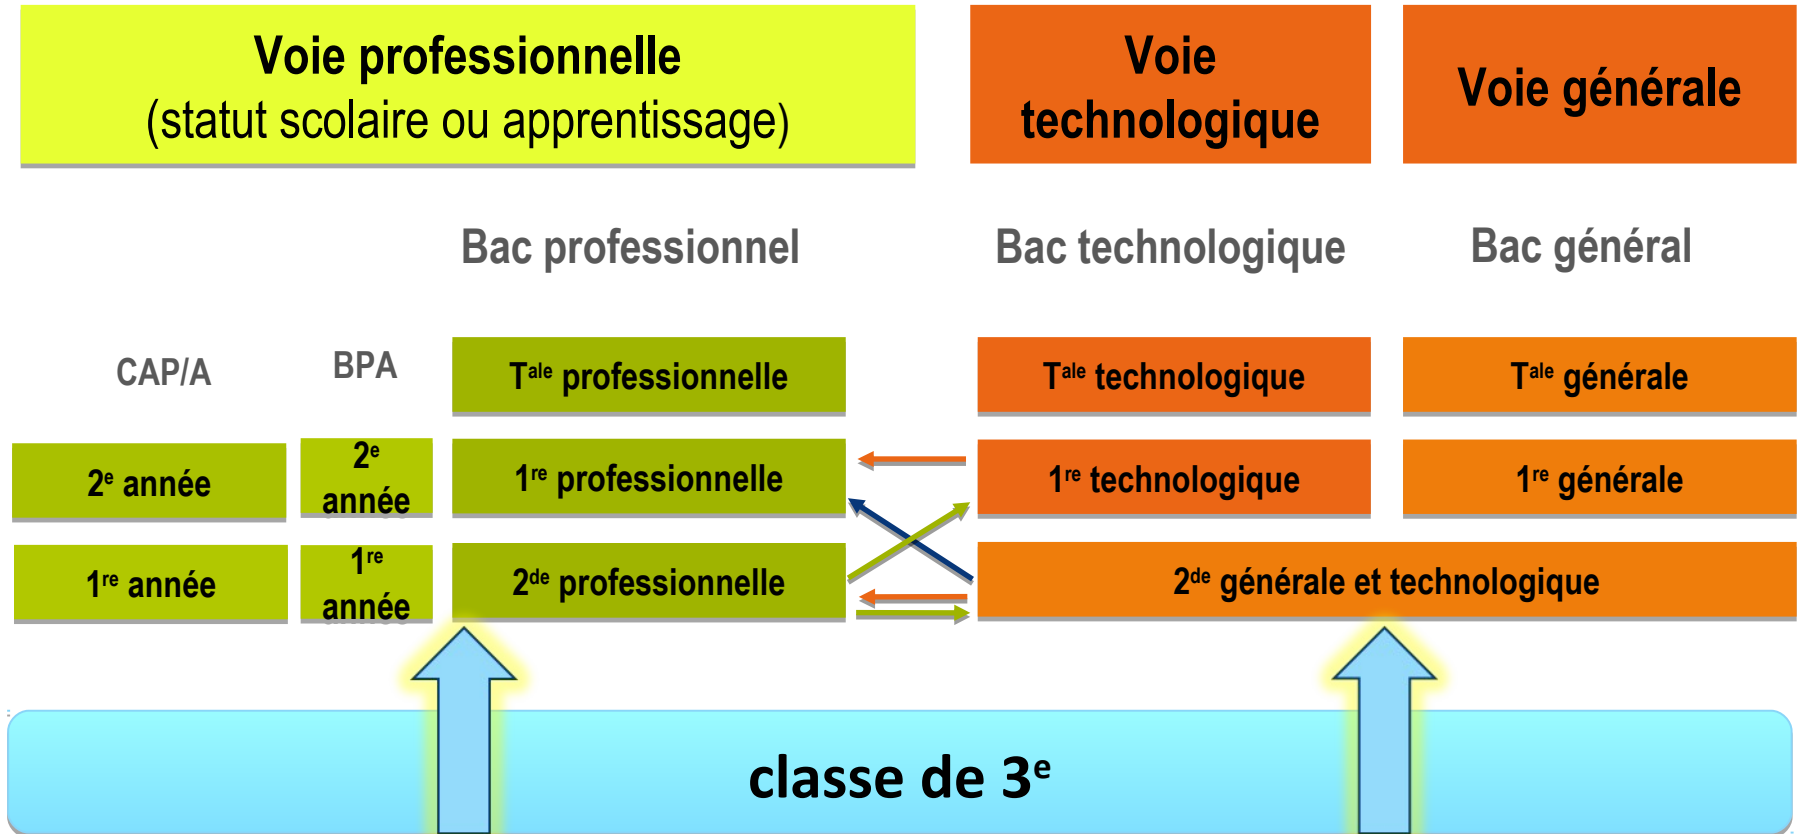 Voie professionnelle
(statut scolaire ou apprentissage)
Voie
technologique
Voie générale
Bac professionnel
Bac technologique
Bac général
CAP/A
BPA
Tale professionnelle
Tale technologique
Tale générale
2e année
2e
année
1re professionnelle
1re technologique
1re générale
1re année
1re
année
2de professionnelle
2de générale et technologique
classe de 3e